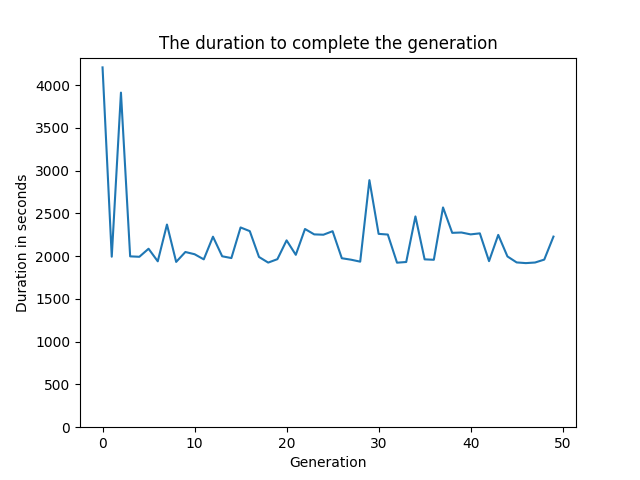 The duration to complete the generation
4000
3500
3000
2500
2000
1500
1000
500
0
Duration in seconds
0 10 20 30 40 50
Generation